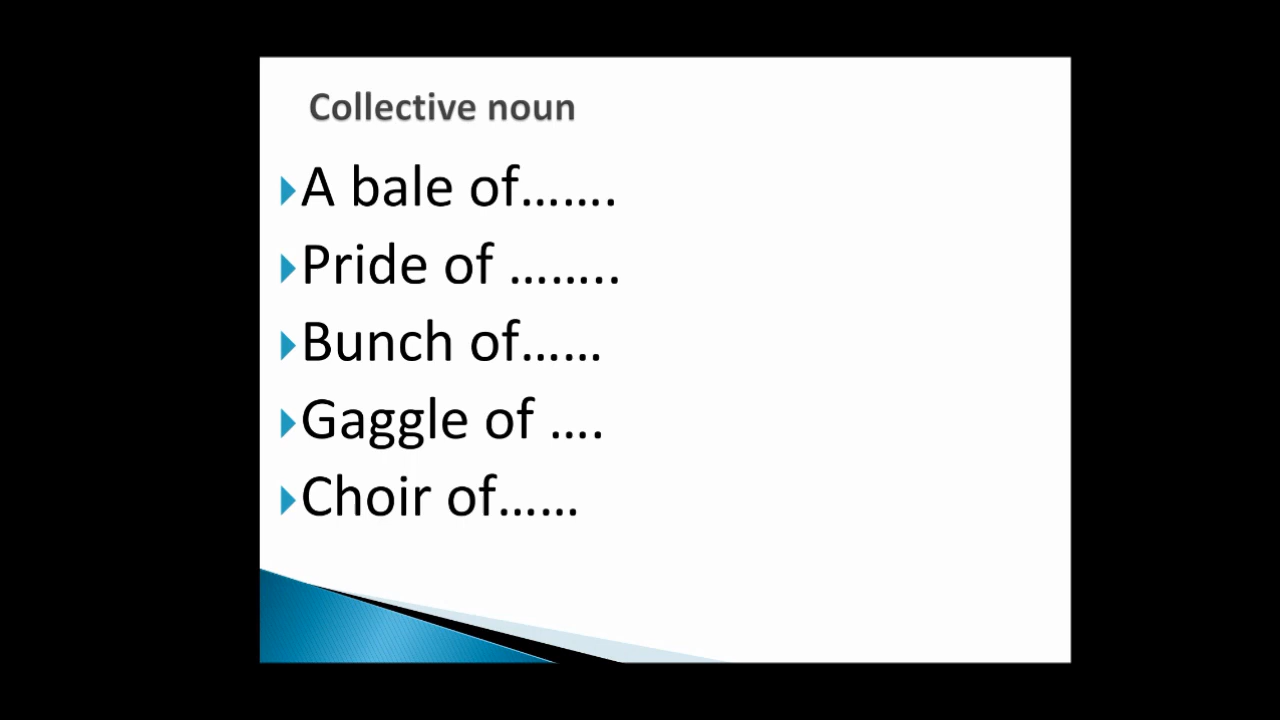 Collective noun
A bale of…….
Pride of ……..
Bunch of……
Gaggle of ….
Choir of……